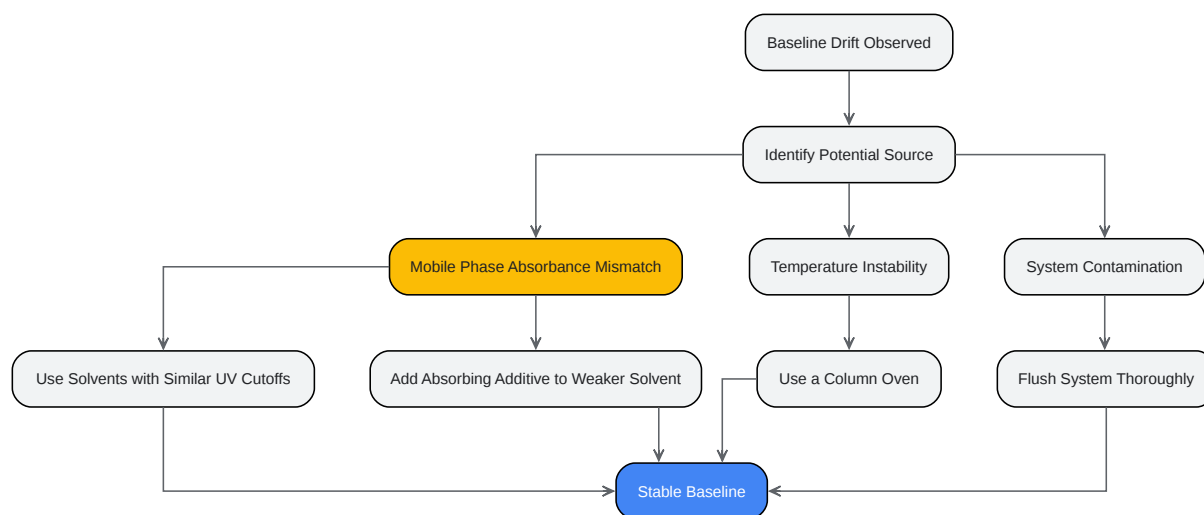 Baseline Drift Observed
Identify Potential Source
Mobile Phase Absorbance Mismatch
Temperature Instability
System Contamination
Use Solvents with Similar UV Cutoffs
Add Absorbing Additive to Weaker Solvent
Use a Column Oven
Flush System Thoroughly
Stable Baseline